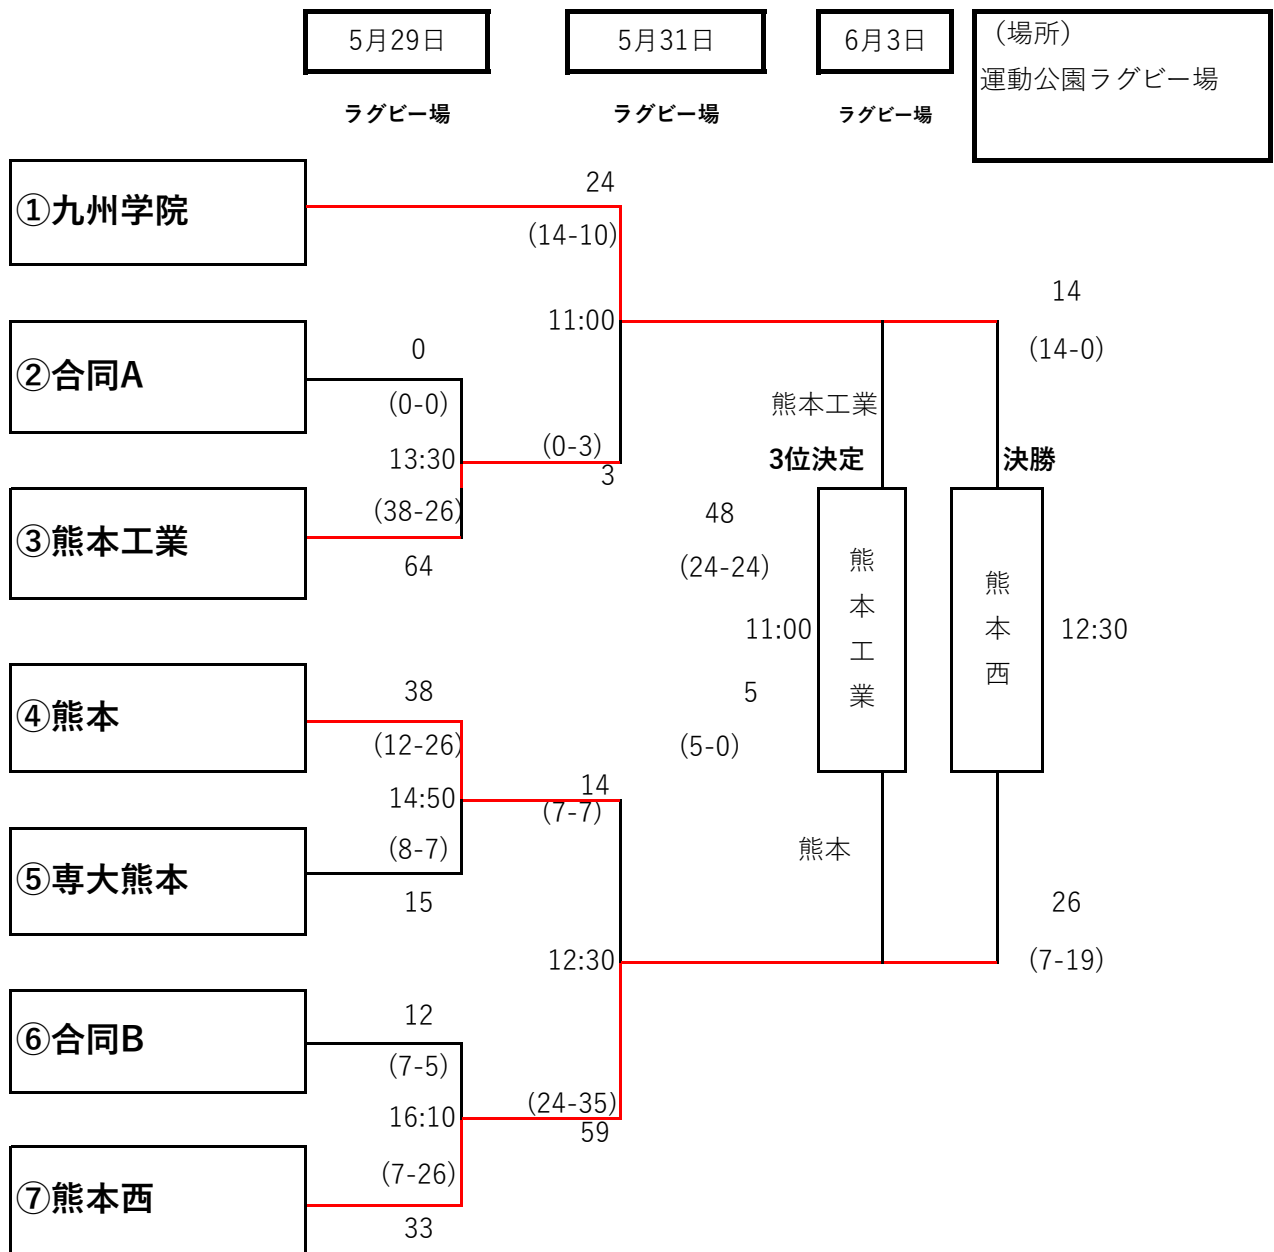 5月29日
5月31日
6月3日
（場所）
運動公園ラグビー場
ラグビー場
ラグビー場
ラグビー場
①九州学院
24
(14-10)
11:00
②合同A
0
(0-0)
13:30
(38-26)
64
③熊本工業
(0-3)
3
④熊本
38
(12-26)
14:50
(8-7)
15
⑤専大熊本
14
(7-7)
12:30
⑥合同B
12
(7-5)
16:10
(7-26)
33
⑦熊本西
(24-35)
59
熊本工業
3位決定
48
(24-24)
11:00
5
(5-0)
熊本工業
熊本
14
(14-0)
決勝
熊本西
12:30
26
(7-19)